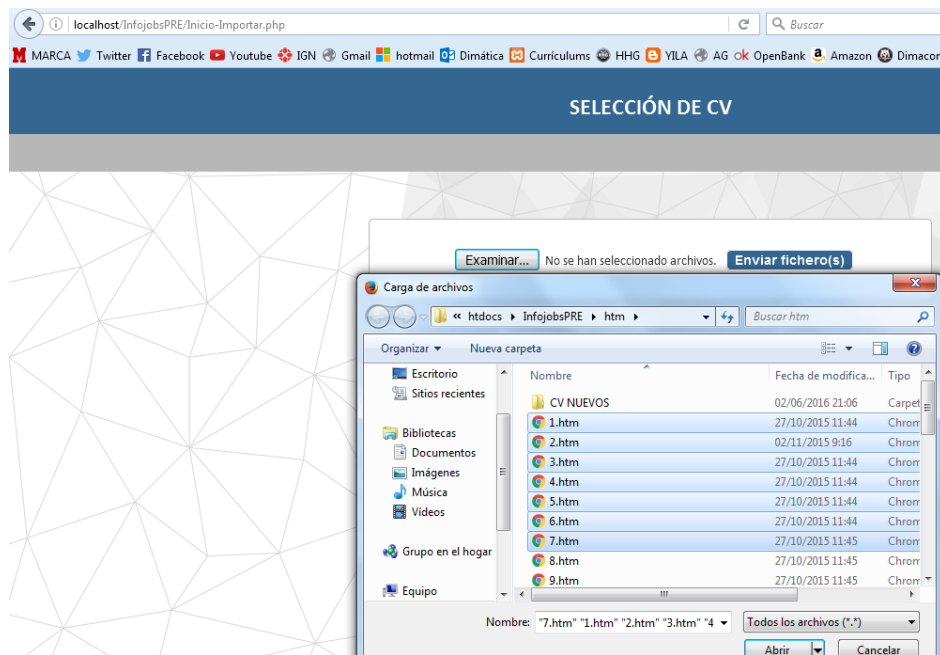 localhost/InfojobsPRE/Inicio-Importar.php
Buscar
MARCA Twitter Facebook Youtube IGN Gmail hotmail Dimática Currículums HHG YILA AG OpenBank Amazon Dimacor
SELECCIÓN DE CV
Examinar... No se han seleccionado archivos. Enviar fichero(s)
Carga de archivos
« htdocs InfojobsPRE htm Buscar htm
Organizar Nueva carpeta
Escritorio
Sitios recientes
Bibliotecas
Documentos
Imágenes
Música
Vídeos
Grupo en el hogar
Equipo
Nombre Fecha de modifica... Tipo
CV NUEVOS 02/06/2016 21:06 Carpet
1.htm 27/10/2015 11:44 Chrom
2.htm 02/11/2015 9:16 Chrom
3.htm 27/10/2015 11:44 Chrom
4.htm 27/10/2015 11:44 Chrom
5.htm 27/10/2015 11:44 Chrom
6.htm 27/10/2015 11:44 Chrom
7.htm 27/10/2015 11:45 Chrom
8.htm 27/10/2015 11:45 Chrom
9.htm 27/10/2015 11:45 Chrom
Nombre: "7.htm" "1.htm" "2.htm" "3.htm" "4 Todos los archivos (*.*)
Abrir Cancelar